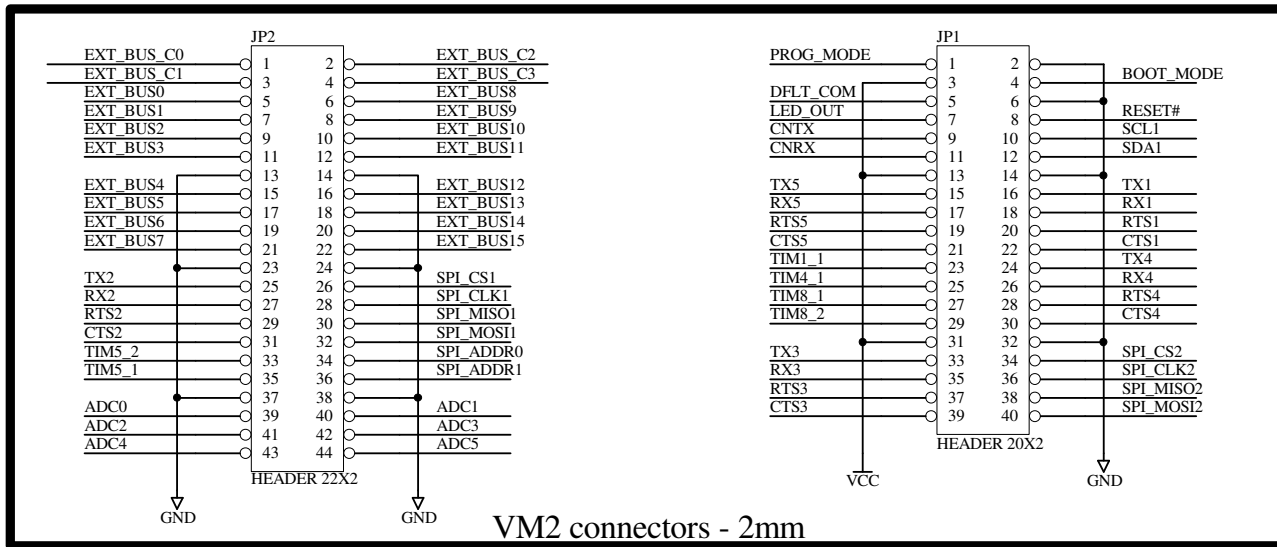 JP2
EXT_BUS_C0 1 2 EXT_BUS_C2
EXT_BUS_C1 3 4 EXT_BUS_C3
EXT_BUS0 5 6 EXT_BUS8
EXT_BUS1 7 8 EXT_BUS9
EXT_BUS2 9 10 EXT_BUS10
EXT_BUS3 11 12 EXT_BUS11
13 14
EXT_BUS4 15 16 EXT_BUS12
EXT_BUS5 17 18 EXT_BUS13
EXT_BUS6 19 20 EXT_BUS14
EXT_BUS7 21 22 EXT_BUS15
23 24
TX2 25 26 SPI_CS1
RX2 27 28 SPI_CLK1
RTS2 29 30 SPI_MISO1
CTS2 31 32 SPI_MOSI1
TIM5_2 33 34 SPI_ADDR0
TIM5_1 35 36 SPI_ADDR1
37 38
ADC0 39 40 ADC1
ADC2 41 42 ADC3
ADC4 43 44 ADC5
HEADER 22X2
GND GND
JP1
PROG_MODE 1 2
3 4 BOOT_MODE
DFLT_COM 5 6
LED_OUT 7 8 RESET#
CNTX 9 10 SCL1
CNRX 11 12 SDA1
13 14
TX5 15 16 TX1
RX5 17 18 RX1
RTS5 19 20 RTS1
CTS5 21 22 CTS1
TIM1_1 23 24 TX4
TIM4_1 25 26 RX4
TIM8_1 27 28 RTS4
TIM8_2 29 30 CTS4
31 32
TX3 33 34 SPI_CS2
RX3 35 36 SPI_CLK2
RTS3 37 38 SPI_MISO2
CTS3 39 40 SPI_MOSI2
HEADER 20X2
VCC GND
VM2 connectors - 2mm